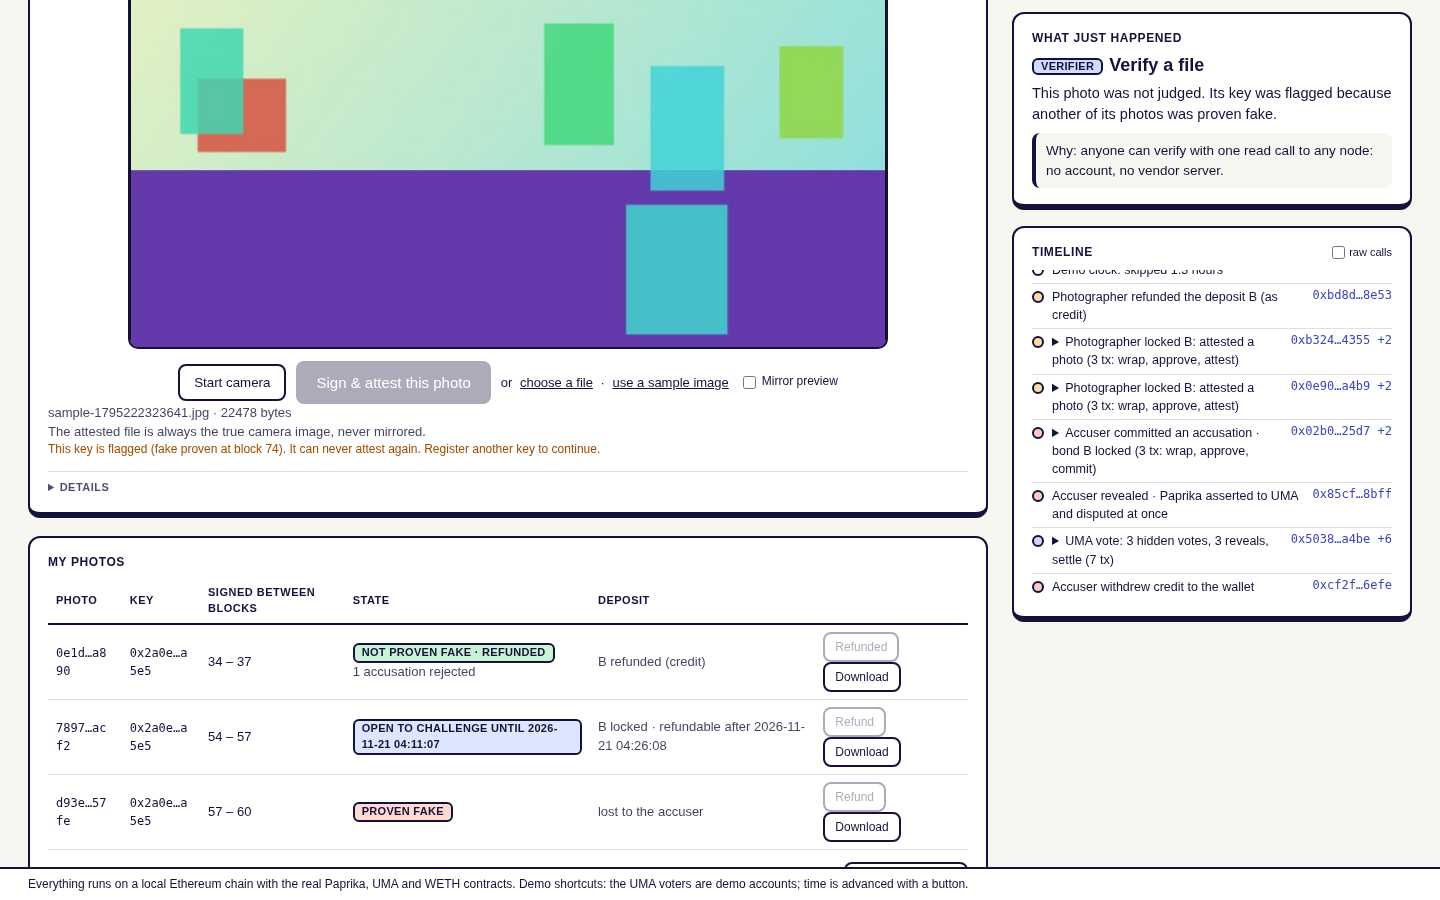 Start camera
Sign & attest this photo
or choose a file · use a sample image
Mirror preview
sample-1795222323641.jpg · 22478 bytes
The attested file is always the true camera image, never mirrored.
This key is flagged (fake proven at block 74). It can never attest again. Register another key to continue.
DETAILS
MY PHOTOS
PHOTO
KEY
SIGNED BETWEEN
BLOCKS
STATE
DEPOSIT
0e1d…a8
90
0x2a0e…a
5e5
34 – 37
NOT PROVEN FAKE · REFUNDED
1 accusation rejected
B refunded (credit)
Refunded
Download
7897…ac
f2
0x2a0e…a
5e5
54 – 57
OPEN TO CHALLENGE UNTIL 2026-
11-21 04:11:07
B locked · refundable after 2026-11-
21 04:26:08
Refund
Download
d93e…57
fe
0x2a0e…a
5e5
57 – 60
PROVEN FAKE
lost to the accuser
Refund
Download
WHAT JUST HAPPENED
VERIFIER Verify a file
This photo was not judged. Its key was flagged because
another of its photos was proven fake.
Why: anyone can verify with one read call to any node:
no account, no vendor server.
TIMELINE
raw calls
Demo clock: skipped 1.3 hours
Photographer refunded the deposit B (as
credit)
0xbd8d…8e53
Photographer locked B: attested a
photo (3 tx: wrap, approve, attest)
0xb324…4355 +2
Photographer locked B: attested a
photo (3 tx: wrap, approve, attest)
0x0e90…a4b9 +2
Accuser committed an accusation ·
bond B locked (3 tx: wrap, approve,
commit)
0x02b0…25d7 +2
Accuser revealed · Paprika asserted to UMA
and disputed at once
0x85cf…8bff
UMA vote: 3 hidden votes, 3 reveals,
settle (7 tx)
0x5038…a4be +6
Accuser withdrew credit to the wallet
0xcf2f…6efe
Everything runs on a local Ethereum chain with the real Paprika, UMA and WETH contracts. Demo shortcuts: the UMA voters are demo accounts; time is advanced with a button.